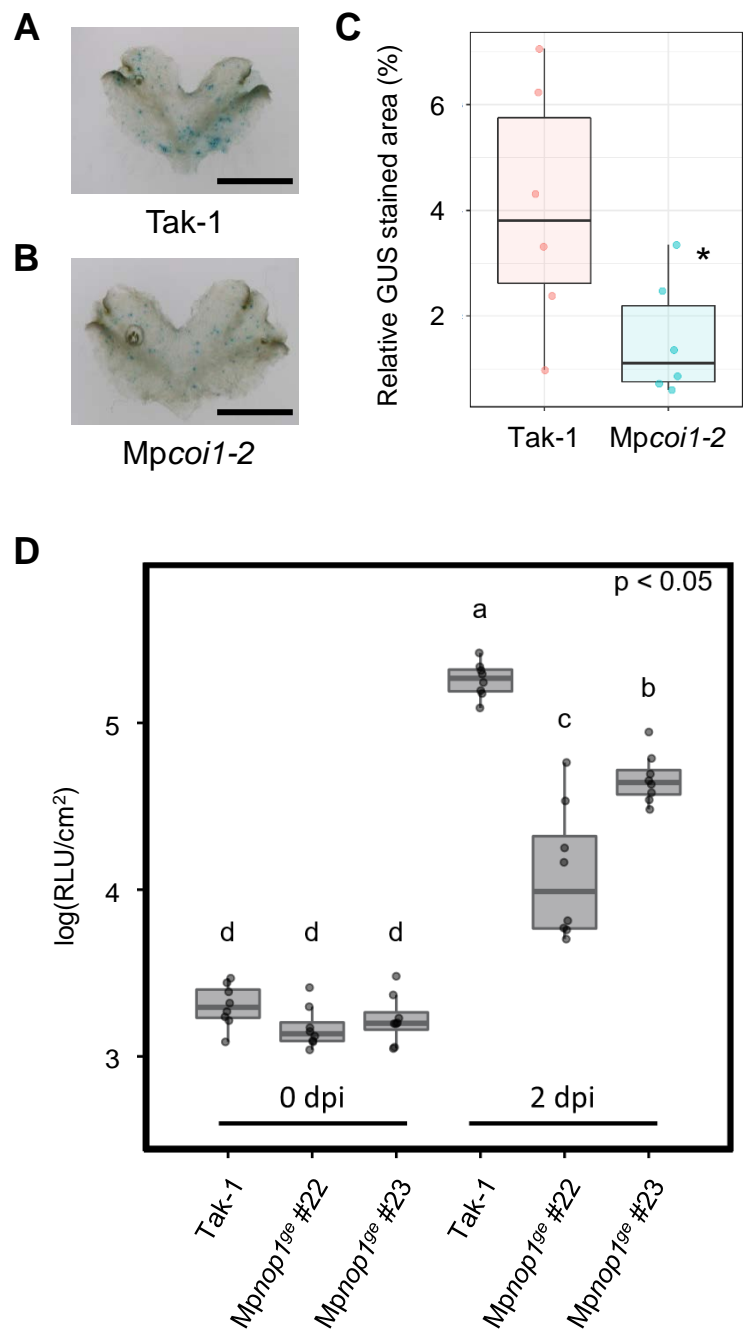 A
Tak-1
B
Mpcoi1-2
C
Relative GUS stained area (%)
6
4
2
Tak-1
Mpcoi1-2
*
D
p < 0.05
log(RLU/cm²)
5
4
3
a
c
b
d
d
d
0 dpi
2 dpi
Tak-1
Mpnop1ᵍᵉ #22
Mpnop1ᵍᵉ #23
Tak-1
Mpnop1ᵍᵉ #22
Mpnop1ᵍᵉ #23